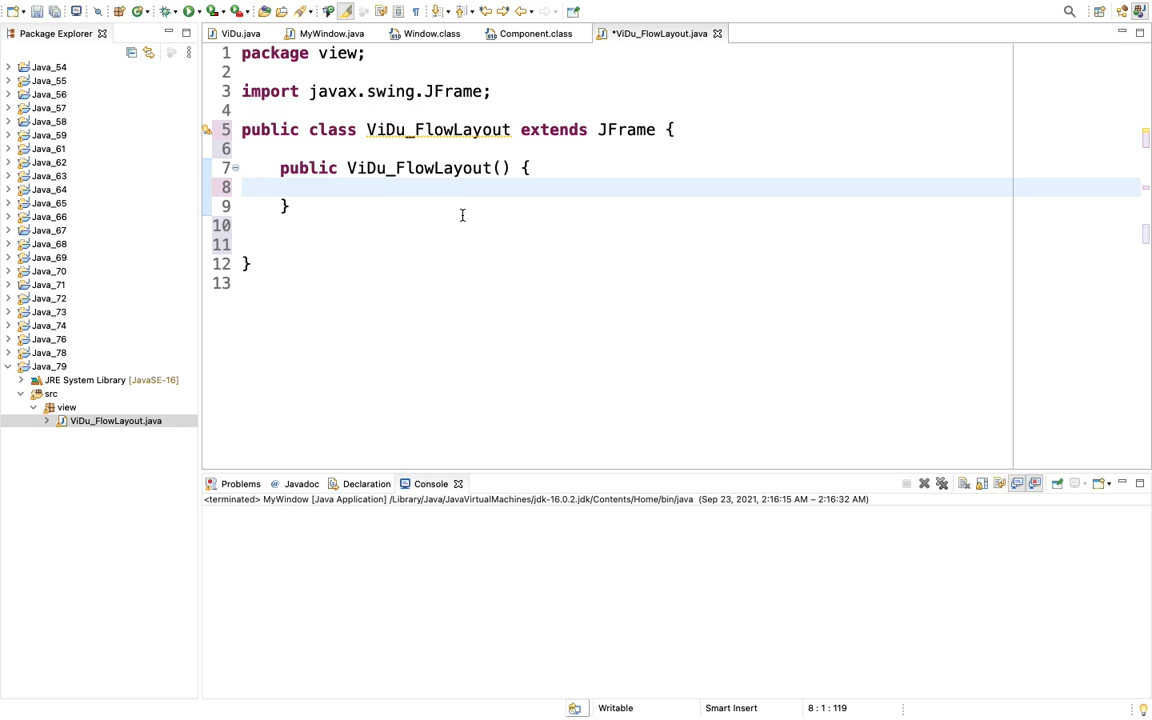 Package Explorer
ViDu.java
MyWindow.java
Window.class
Component.class
*ViDu_FlowLayout.java
Java_54
Java_55
Java_56
Java_57
Java_58
Java_59
Java_61
Java_62
Java_63
Java_64
Java_65
Java_66
Java_67
Java_68
Java_69
Java_70
Java_71
Java_72
Java_73
Java_74
Java_76
Java_78
Java_79
JRE System Library [JavaSE-16]
src
view
ViDu_FlowLayout.java
1 package view;
2
3 import javax.swing.JFrame;
4
5 public class ViDu_FlowLayout extends JFrame {
6
7 public ViDu_FlowLayout() {
8
9 }
10
11
12 }
13
Problems
@ Javadoc
Declaration
Console
<terminated> MyWindow [Java Application] /Library/Java/JavaVirtualMachines/jdk-16.0.2.jdk/Contents/Home/bin/java (Sep 23, 2021, 2:16:15 AM – 2:16:32 AM)
Writable
Smart Insert
8 : 1 : 119